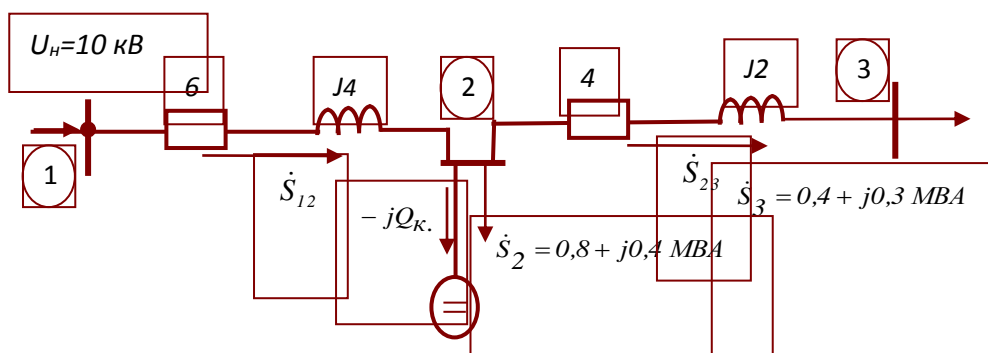 Uн=10 кВ
6
J4
2
4
J2
3
1
Ṡ12
− jQк.
Ṡ2 = 0,8 + j0,4 МВА
Ṡ23
Ṡ3 = 0,4 + j0,3 МВА